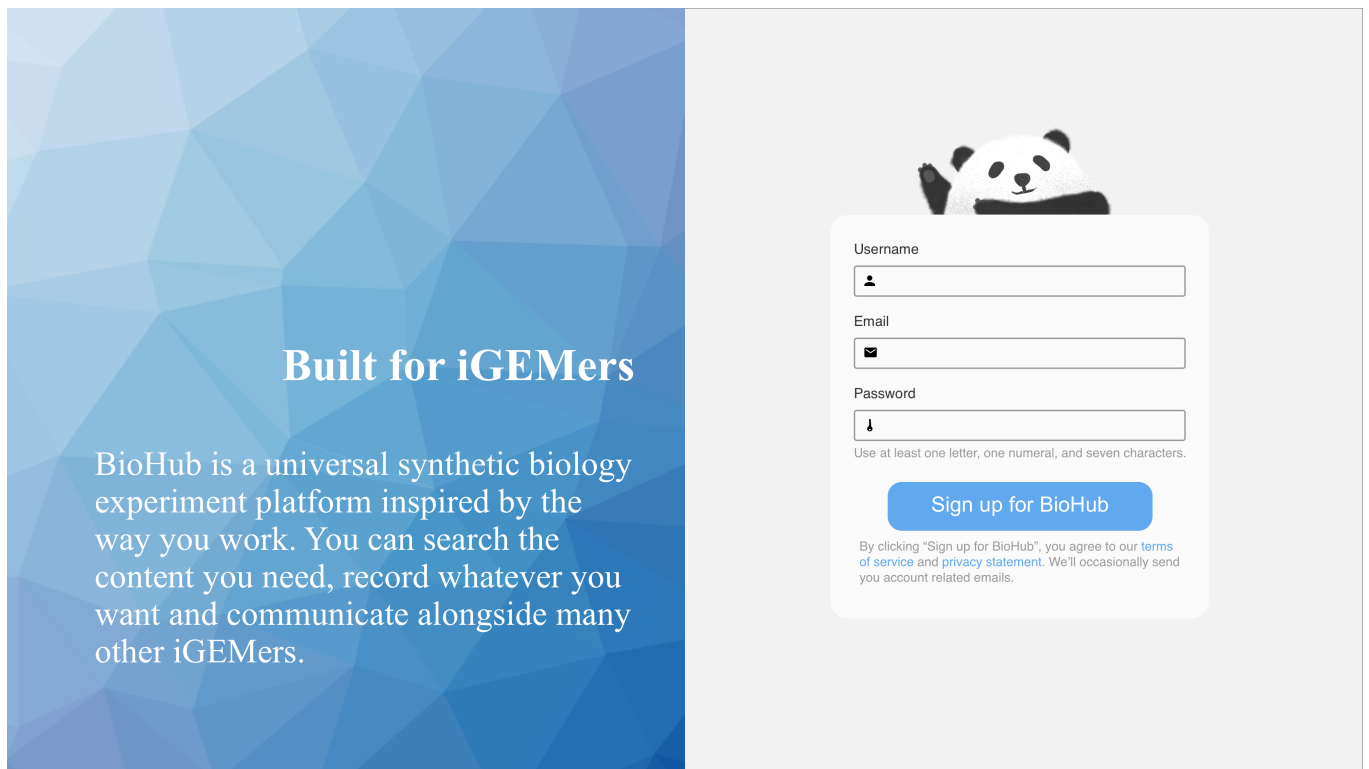 Built for iGEMers
BioHub is a universal synthetic biology
experiment platform inspired by the
way you work. You can search the
content you need, record whatever you
want and communicate alongside many
other iGEMers.
Username
Email
Password
Use at least one letter, one numeral, and seven characters.
Sign up for BioHub
By clicking “Sign up for BioHub”, you agree to our terms
of service and privacy statement. We’ll occasionally send
you account related emails.